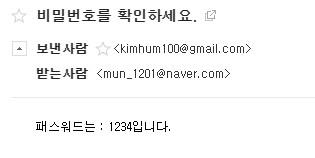 비밀번호를 확인하세요.
보낸사람 <kimhum100@gmail.com>
받는사람 <mun_1201@naver.com>
패스워드는 : 1234입니다.